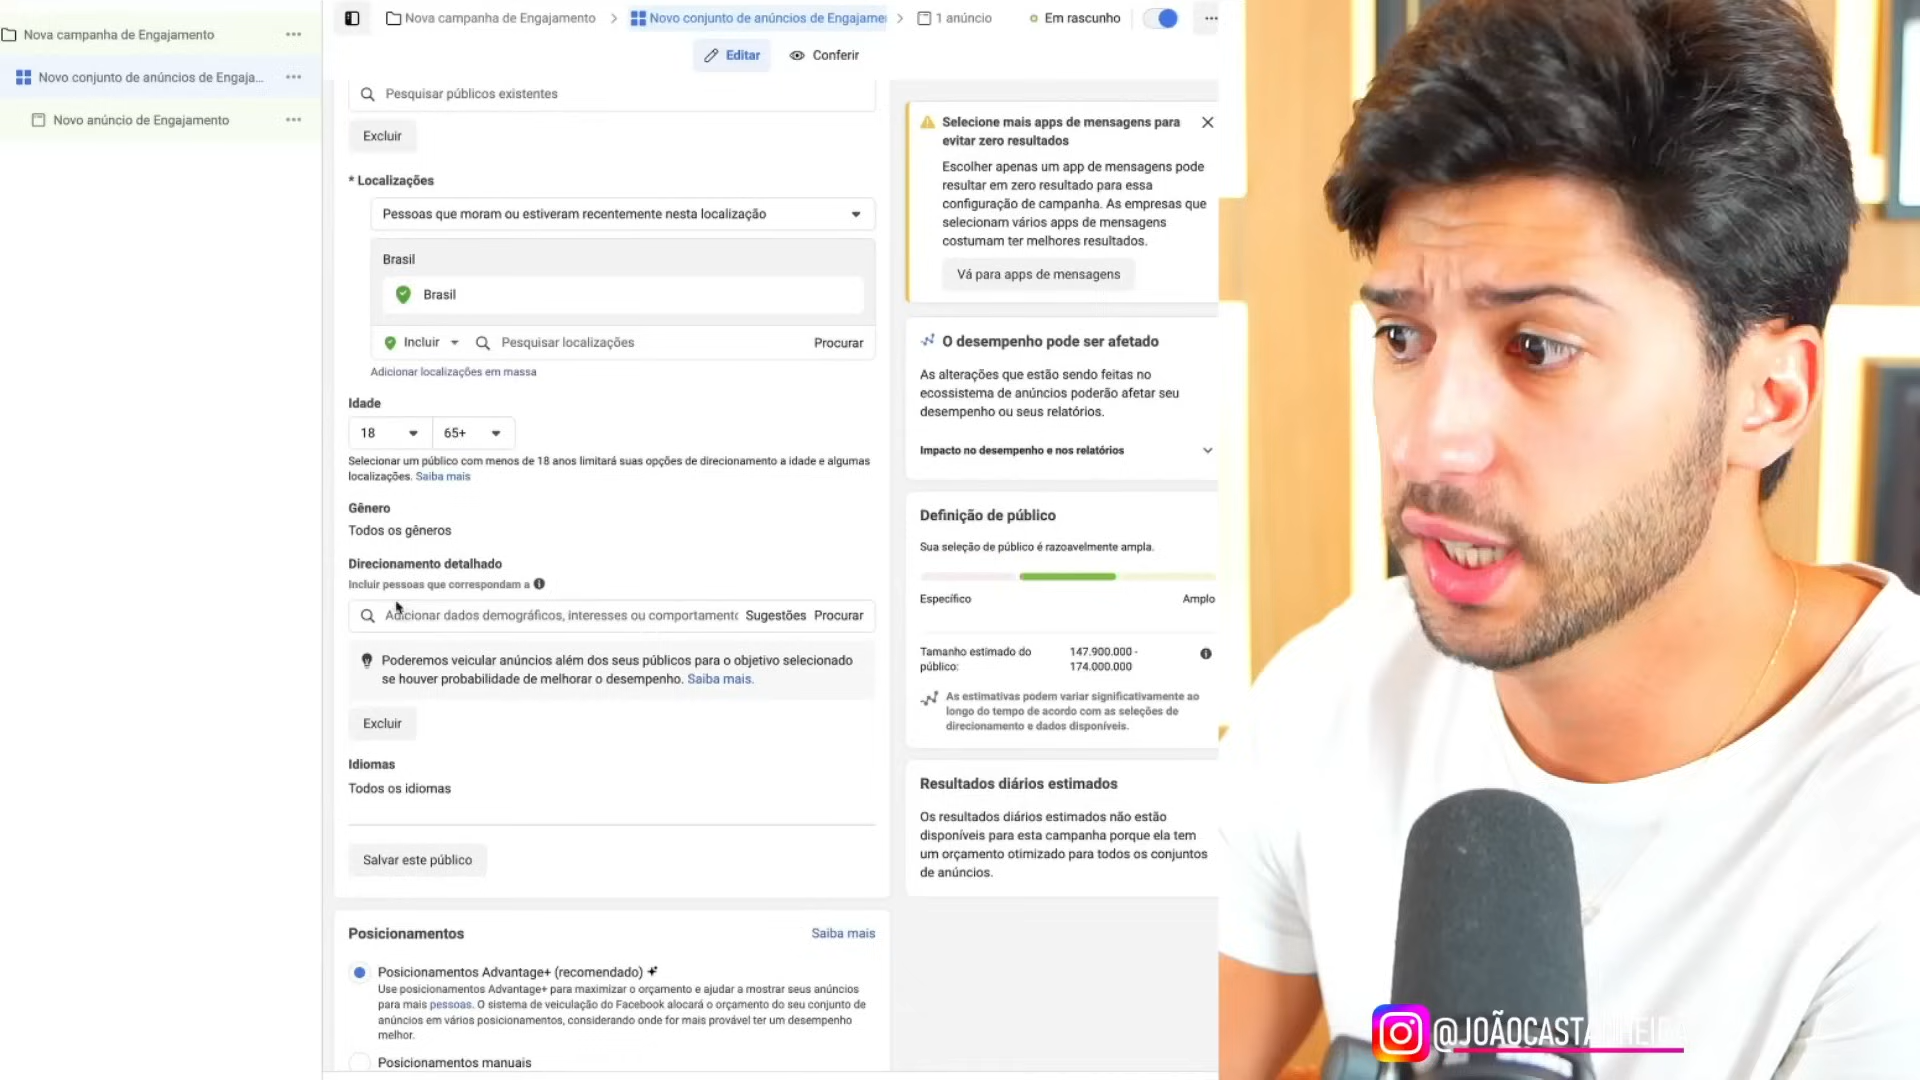 Nova campanha de Engajamento
Novo conjunto de anúncios de Engaja...
Novo anúncio de Engajamento
Nova campanha de Engajamento
Novo conjunto de anúncios de Engajamen
1 anúncio
Em rascunho
Editar
Conferir
Pesquisar públicos existentes
Excluir
* Localizações
Pessoas que moram ou estiveram recentemente nesta localização
Brasil
Brasil
Incluir
Pesquisar localizações
Procurar
Adicionar localizações em massa
Idade
18
65+
Selecionar um público com menos de 18 anos limitará suas opções de direcionamento a idade e algumas
localizações. Saiba mais
Gênero
Todos os gêneros
Direcionamento detalhado
Incluir pessoas que correspondam a
Adicionar dados demográficos, interesses ou comportamento
Sugestões
Procurar
Poderemos veicular anúncios além dos seus públicos para o objetivo selecionado
se houver probabilidade de melhorar o desempenho. Saiba mais.
Excluir
Idiomas
Todos os idiomas
Salvar este público
Posicionamentos
Saiba mais
Posicionamentos Advantage+ (recomendado)
Use posicionamentos Advantage+ para maximizar o orçamento e ajudar a mostrar seus anúncios
para mais pessoas. O sistema de veiculação do Facebook alocará o orçamento do seu conjunto de
anúncios em vários posicionamentos, considerando onde for mais provável ter um desempenho
melhor.
Posicionamentos manuais
Selecione mais apps de mensagens para
evitar zero resultados
Escolher apenas um app de mensagens pode
resultar em zero resultado para essa
configuração de campanha. As empresas que
selecionam vários apps de mensagens
costumam ter melhores resultados.
Vá para apps de mensagens
O desempenho pode ser afetado
As alterações que estão sendo feitas no
ecossistema de anúncios poderão afetar seu
desempenho ou seus relatórios.
Impacto no desempenho e nos relatórios
Definição de público
Sua seleção de público é razoavelmente ampla.
Específico
Amplo
Tamanho estimado do
público:
147.900.000 -
174.000.000
As estimativas podem variar significativamente ao
longo do tempo de acordo com as seleções de
direcionamento e dados disponíveis.
Resultados diários estimados
Os resultados diários estimados não estão
disponíveis para esta campanha porque ela tem
um orçamento otimizado para todos os conjuntos
de anúncios.